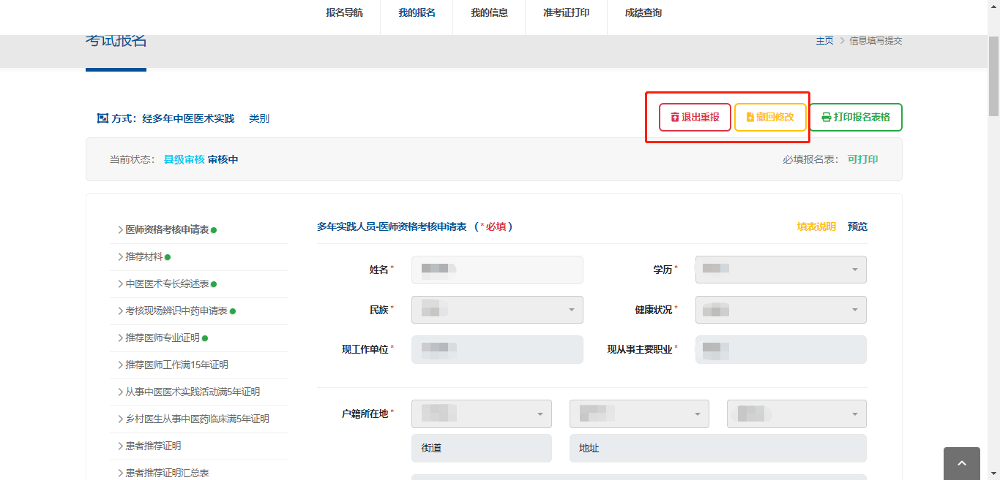 报名导航 我的报名 我的信息 准考证打印 成绩查询
考试报名 主页 > 信息填写提交
方式：经多年中医医术实践 类别 退出重报 撤回修改 打印报名表格
当前状态： 县级审核 审核中 必填报名表： 可打印
医师资格考核申请表 多年实践人员-医师资格考核申请表 （*必填） 填表说明 预览
推荐材料
中医医术专长综述表
考核现场辨识中药申请表
推荐医师专业证明
推荐医师工作满15年证明
从事中医医术实践活动满5年证明
乡村医生从事中医药临床满5年证明
患者推荐证明
患者推荐证明汇总表
姓名* 学历*
民族* 健康状况*
现工作单位* 现从事主要职业*
户籍所在地*
街道 地址